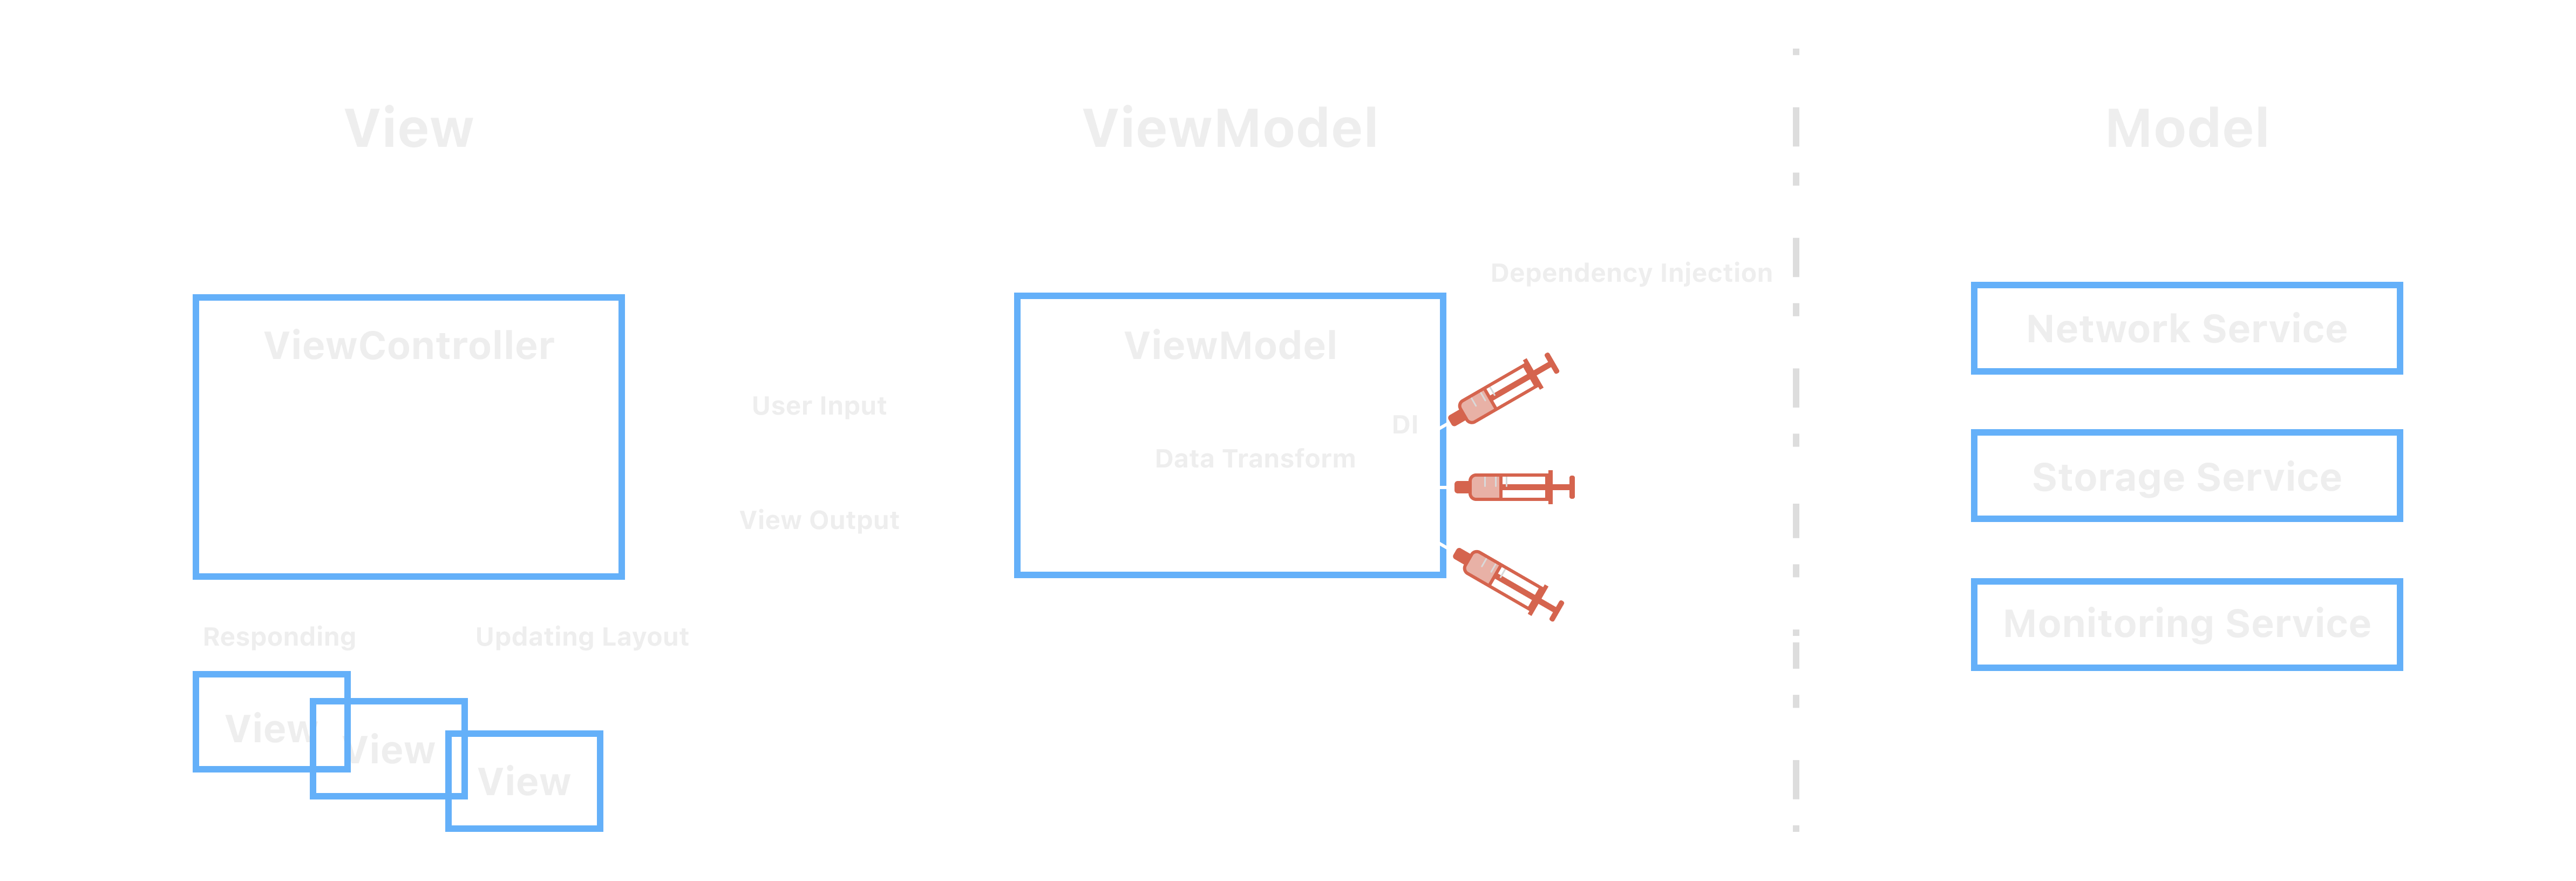 View
ViewModel
Model
Dependency Injection
ViewController
ViewModel
Network Service
User Input
DI
Data Transform
Storage Service
View Output
Monitoring Service
Responding
Updating Layout
View
View
View